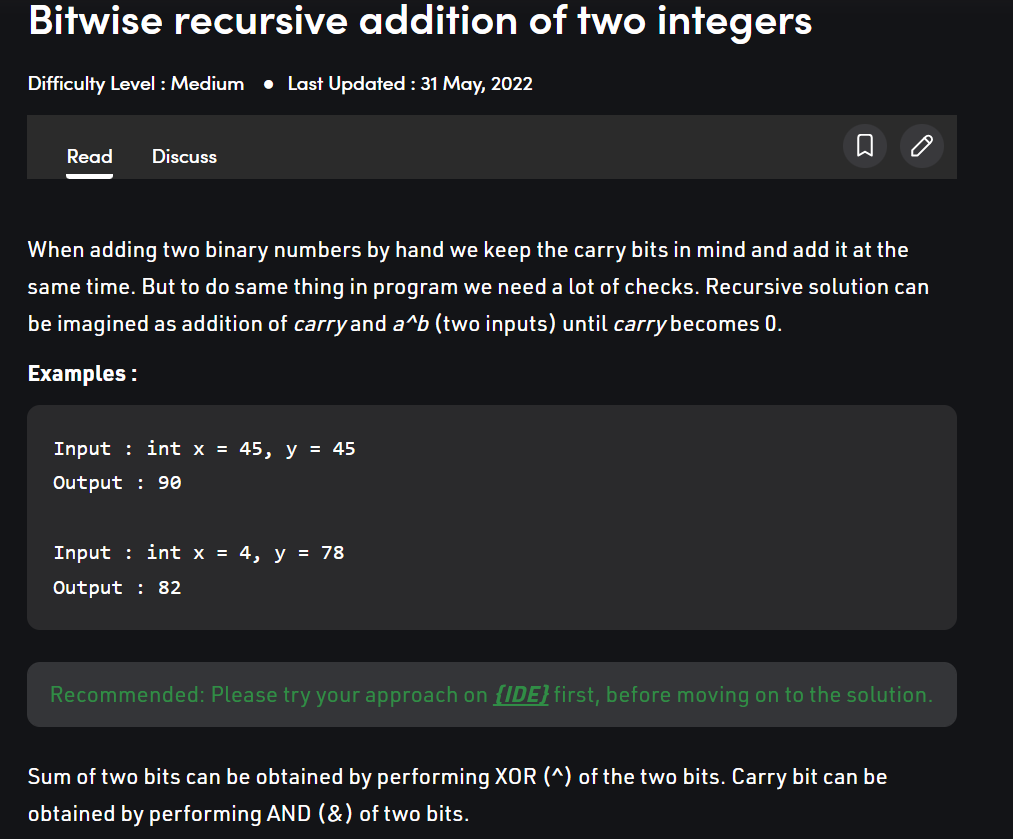 Bitwise recursive addition of two integers
Difficulty Level : Medium ● Last Updated : 31 May, 2022
Read Discuss
When adding two binary numbers by hand we keep the carry bits in mind and add it at the
same time. But to do same thing in program we need a lot of checks. Recursive solution can
be imagined as addition of carry and a^b (two inputs) until carry becomes 0.
Examples :
Input : int x = 45, y = 45
Output : 90
Input : int x = 4, y = 78
Output : 82
Recommended: Please try your approach on {IDE} first, before moving on to the solution.
Sum of two bits can be obtained by performing XOR (^) of the two bits. Carry bit can be
obtained by performing AND (&) of two bits.